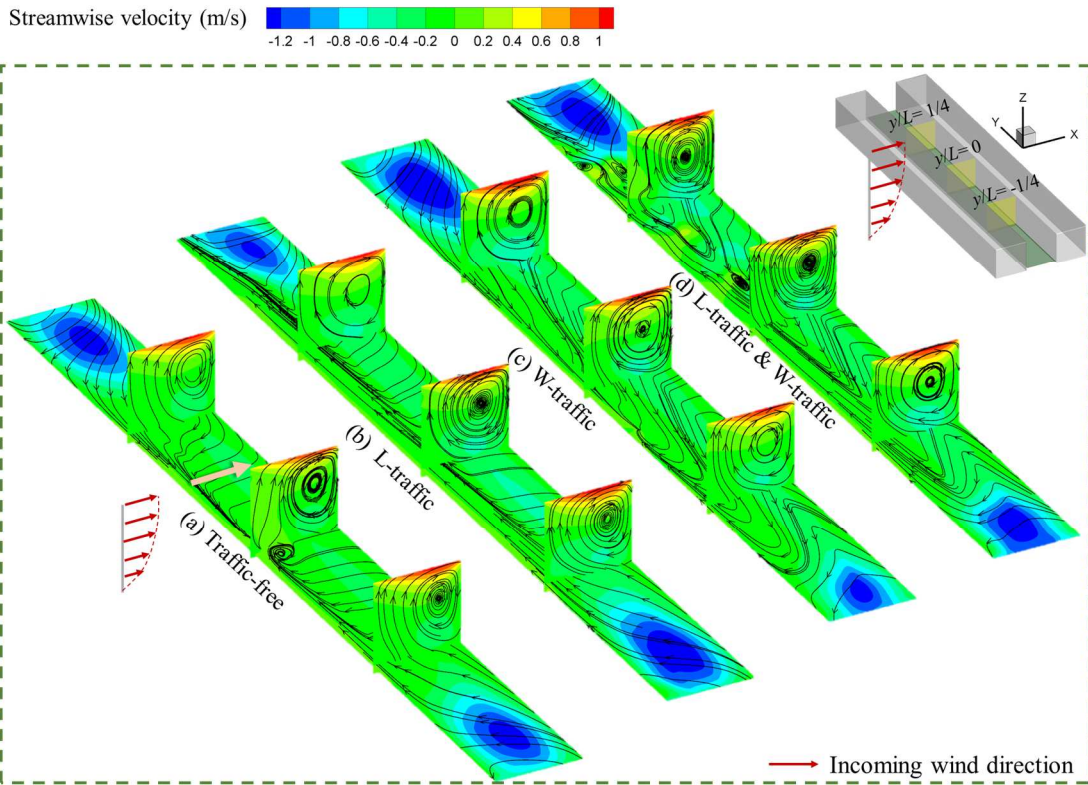 Streamwise velocity (m/s)
-1.2 -1 -0.8 -0.6 -0.4 -0.2 0 0.2 0.4 0.6 0.8 1
y/L= 1/4
y/L= 0
y/L= -1/4
Z
Y
X
(a) Traffic-free
(b) L-traffic
(c) W-traffic
(d) L-traffic & W-traffic
Incoming wind direction